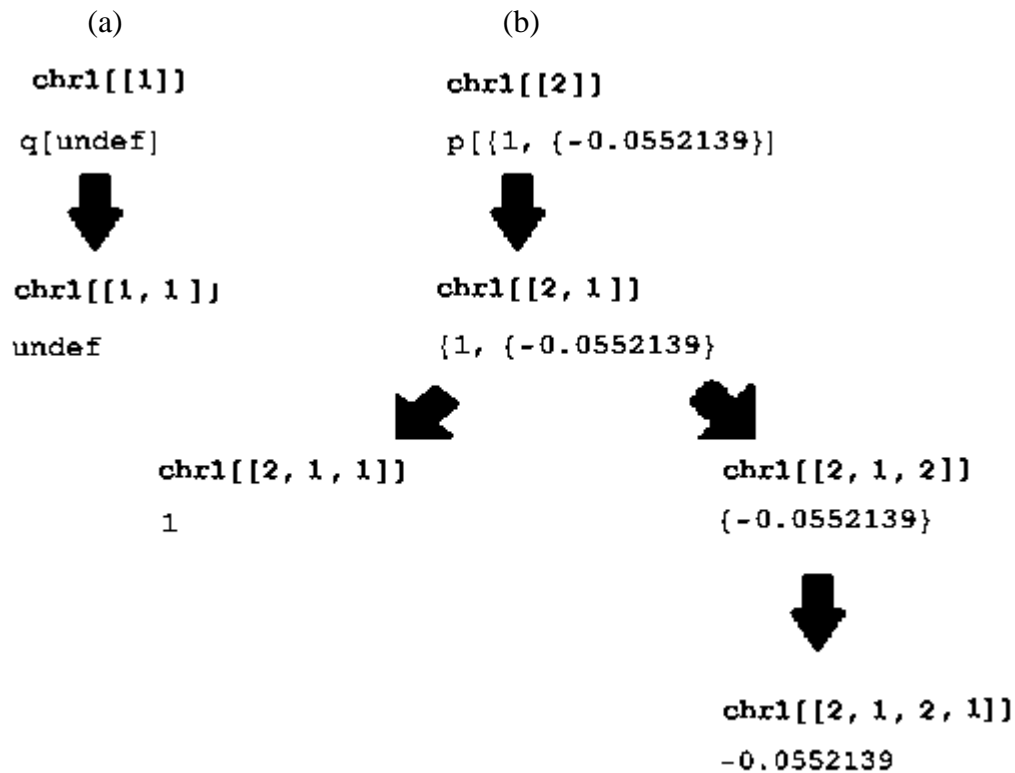 (a)
chr1[[1]]
q[undef]
chr1[[1, 1];
undef
(b)
chr1[[2]]
p[{1, {-0.0552139}]
chr1[[2, 1]]
{1, {-0.0552139}
chr1[[2, 1, 1]]
1
chr1[[2, 1, 2]]
{-0.0552139}
chr1[[2, 1, 2, 1]]
-0.0552139